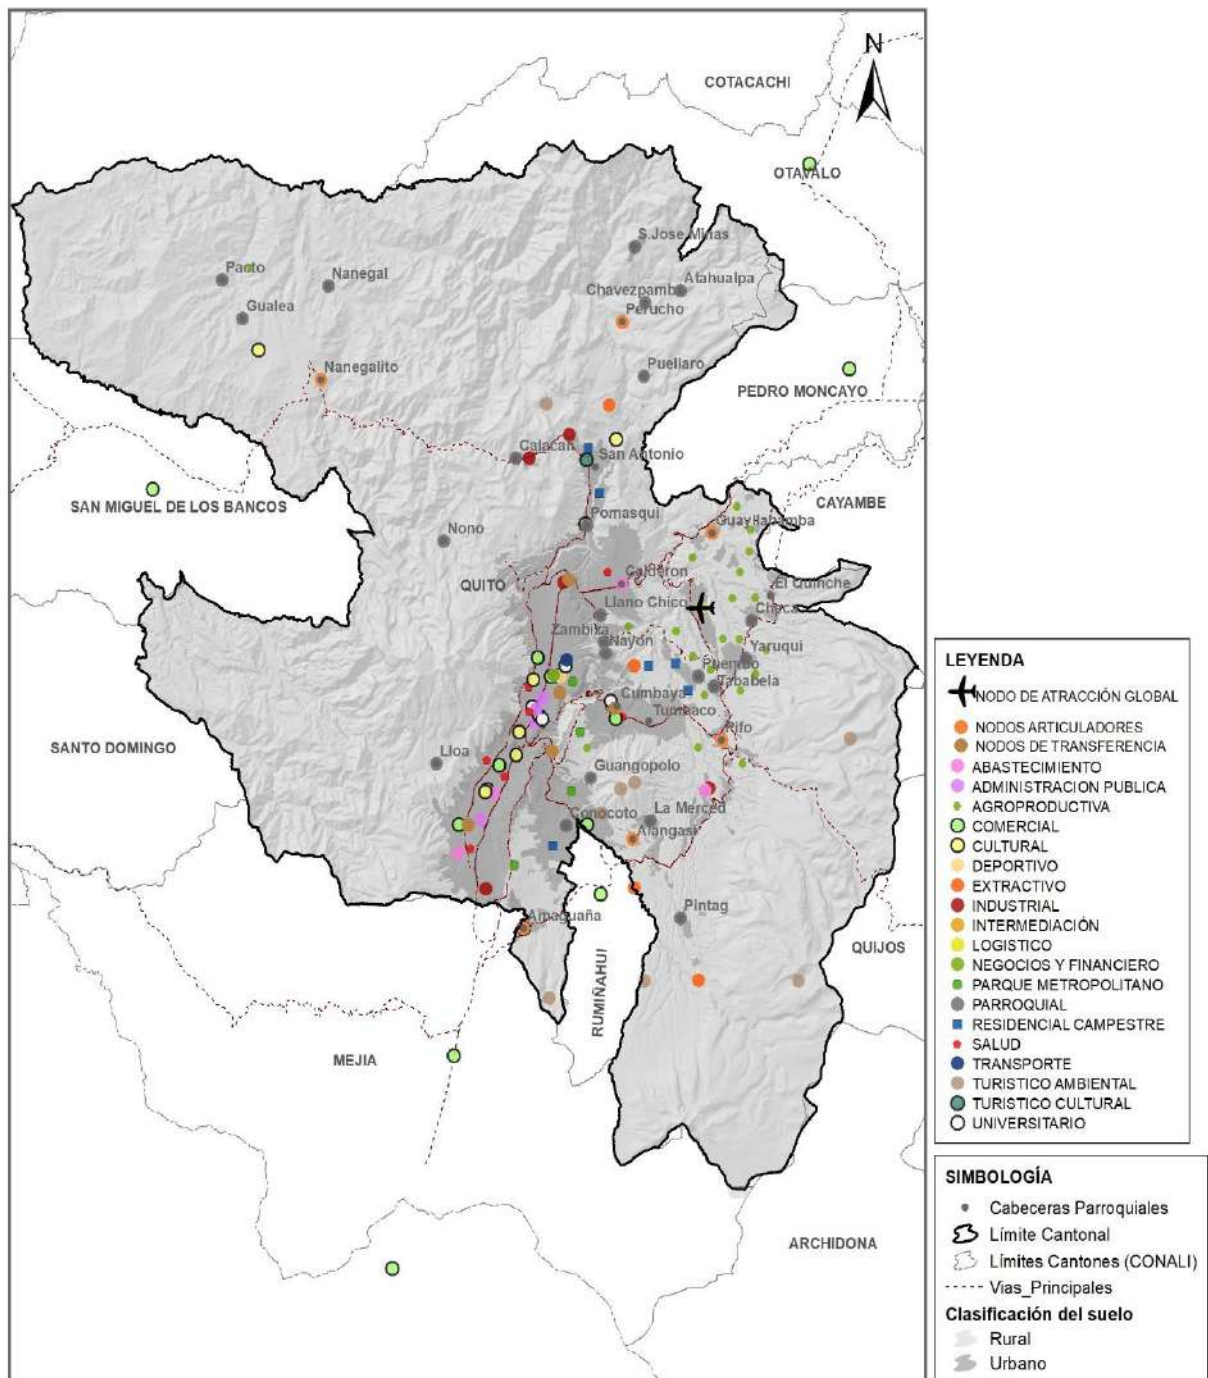 N
COTACACHI
OTAVALO
S.Jose Minas
Pacto
Nanegal
Atahualpa
Chavezpamba
Gualea
Perucho
Nanegalito
Puellaro
PEDRO MONCAYO
Calacali
San Antonio
SAN MIGUEL DE LOS BANCOS
CAYAMBE
Pomasqui
Guayllabamba
Nono
Calderon
QUITO
El Quinche
Llano Chico
Checa
Zambiza
Nayon
Yaruqui
Puembo
Tababela
Cumbaya
Tumbaco
Pifo
SANTO DOMINGO
Lloa
Guangopolo
Conocoto
La Merced
Alangasi
Amaguaña
Pintag
QUIJOS
RUMIÑAHUI
MEJIA
ARCHIDONA
LEYENDA
NODO DE ATRACCIÓN GLOBAL
NODOS ARTICULADORES
NODOS DE TRANSFERENCIA
ABASTECIMIENTO
ADMINISTRACION PUBLICA
AGROPRODUCTIVA
COMERCIAL
CULTURAL
DEPORTIVO
EXTRACTIVO
INDUSTRIAL
INTERMEDIACIÓN
LOGISTICO
NEGOCIOS Y FINANCIERO
PARQUE METROPOLITANO
PARROQUIAL
RESIDENCIAL CAMPESTRE
SALUD
TRANSPORTE
TURISTICO AMBIENTAL
TURISTICO CULTURAL
UNIVERSITARIO
SIMBOLOGÍA
Cabeceras Parroquiales
Límite Cantonal
Límites Cantones (CONALI)
Vias_Principales
Clasificación del suelo
Rural
Urbano